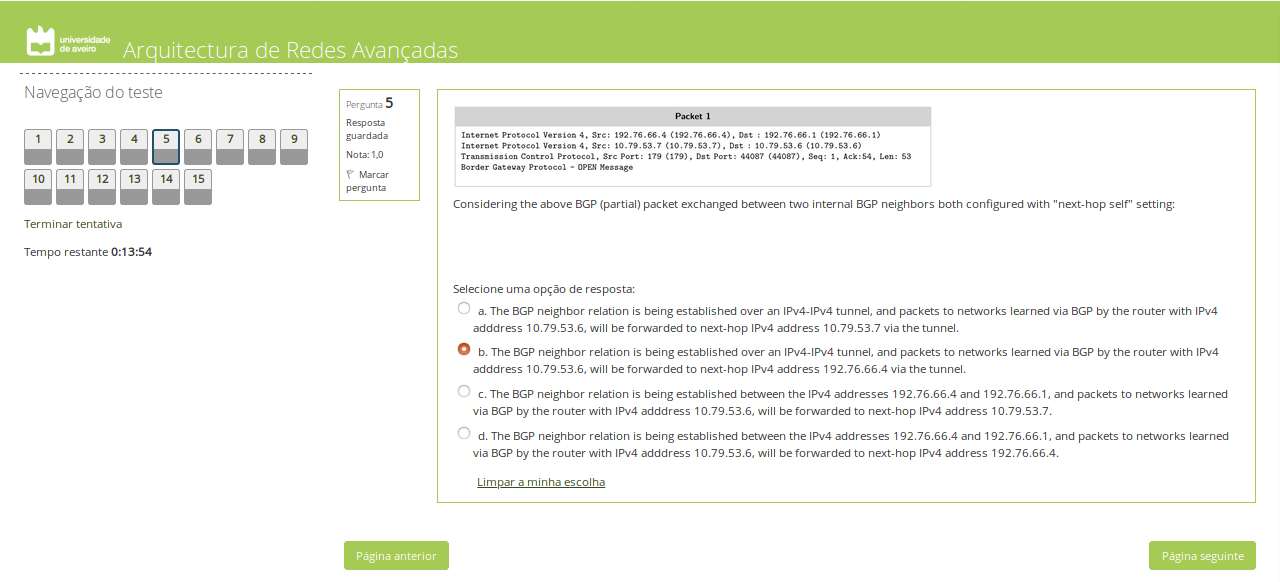 universidade
de aveiro
Arquitectura de Redes Avançadas
Navegação do teste
1 2 3 4 5 6 7 8 9
10 11 12 13 14 15
Terminar tentativa
Tempo restante 0:13:54
Pergunta 5
Resposta
guardada
Nota: 1,0
Marcar
pergunta
Packet 1
Internet Protocol Version 4, Src: 192.76.66.4 (192.76.66.4), Dst : 192.76.66.1 (192.76.66.1)
Internet Protocol Version 4, Src: 10.79.53.7 (10.79.53.7), Dst : 10.79.53.6 (10.79.53.6)
Transmission Control Protocol, Src Port: 179 (179), Dst Port: 44087 (44087), Seq: 1, Ack:54, Len: 53
Border Gateway Protocol - OPEN Message
Considering the above BGP (partial) packet exchanged between two internal BGP neighbors both configured with "next-hop self" setting:
Selecione uma opção de resposta:
a. The BGP neighbor relation is being established over an IPv4-IPv4 tunnel, and packets to networks learned via BGP by the router with IPv4
adddress 10.79.53.6, will be forwarded to next-hop IPv4 address 10.79.53.7 via the tunnel.
b. The BGP neighbor relation is being established over an IPv4-IPv4 tunnel, and packets to networks learned via BGP by the router with IPv4
adddress 10.79.53.6, will be forwarded to next-hop IPv4 address 192.76.66.4 via the tunnel.
c. The BGP neighbor relation is being established between the IPv4 addresses 192.76.66.4 and 192.76.66.1, and packets to networks learned
via BGP by the router with IPv4 adddress 10.79.53.6, will be forwarded to next-hop IPv4 address 10.79.53.7.
d. The BGP neighbor relation is being established between the IPv4 addresses 192.76.66.4 and 192.76.66.1, and packets to networks learned
via BGP by the router with IPv4 adddress 10.79.53.6, will be forwarded to next-hop IPv4 address 192.76.66.4.
Limpar a minha escolha
Página anterior
Página seguinte